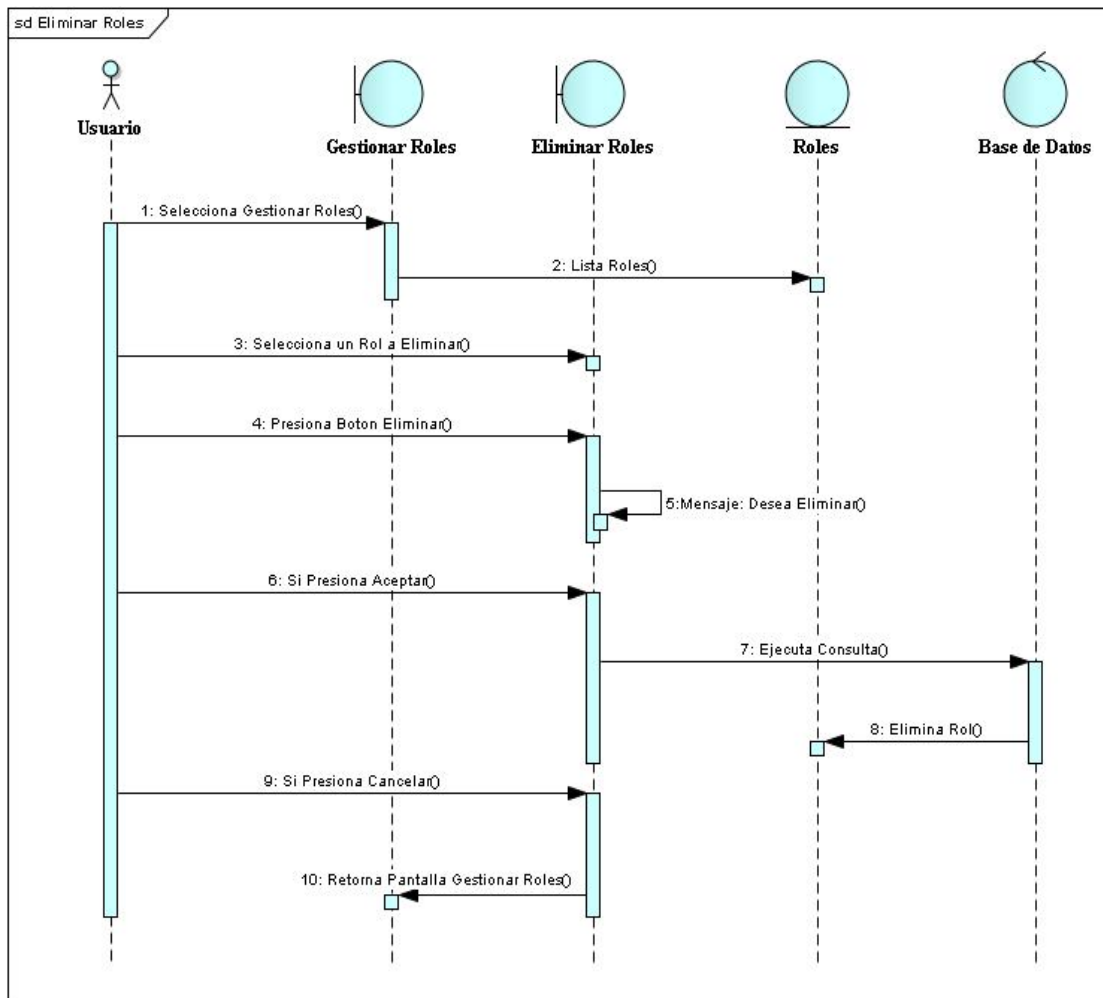 sd Eliminar Roles
Usuario
Gestionar Roles
Eliminar Roles
Roles
Base de Datos
1: Selecciona Gestionar Roles()
2: Lista Roles()
3: Selecciona un Rol a Eliminar()
4: Presiona Boton Eliminar()
5:Mensaje: Desea Eliminar()
6: Si Presiona Aceptar()
7: Ejecuta Consulta()
8: Elimina Rol()
9: Si Presiona Cancelar()
10: Retorna Pantalla Gestionar Roles()